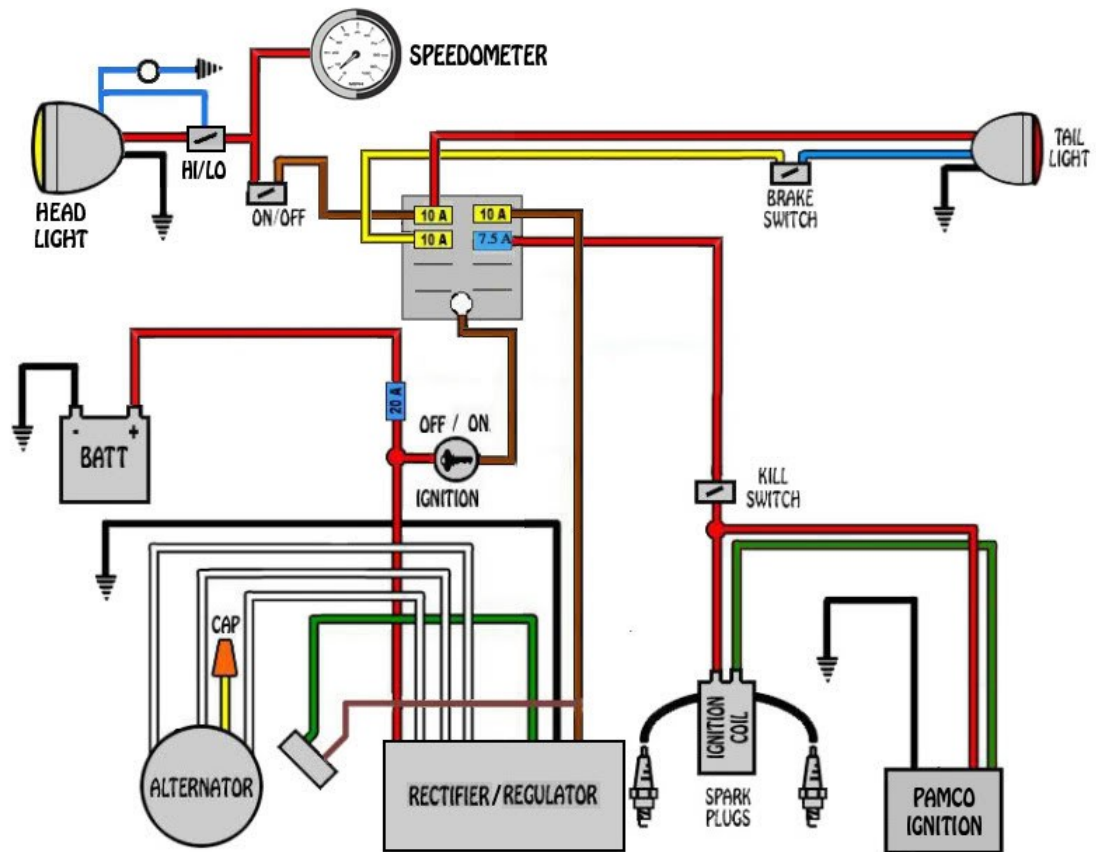 SPEEDOMETER
HI/LO
HEAD
LIGHT
ON/OFF
10 A
10 A
10 A
7.5 A
BRAKE
SWITCH
TAIL
LIGHT
20 A
- +
BATT
OFF / ON
IGNITION
KILL
SWITCH
CAP
ALTERNATOR
RECTIFIER/REGULATOR
IGNITION
COIL
SPARK
PLUGS
PAMCO
IGNITION